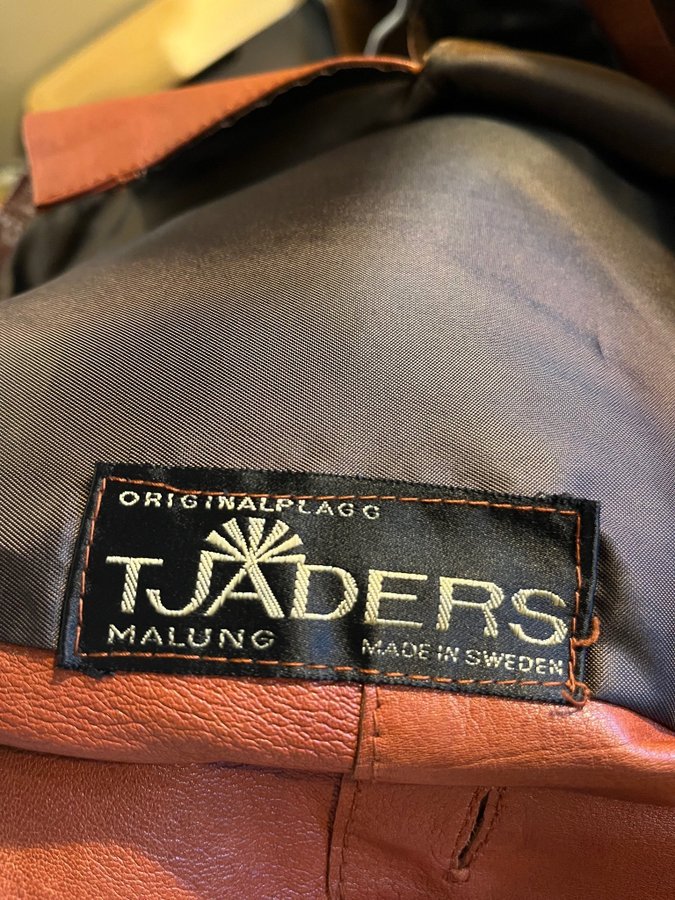 ORIGINALPLAGG
TJÄDERS
MALUNG
MADE IN SWEDEN